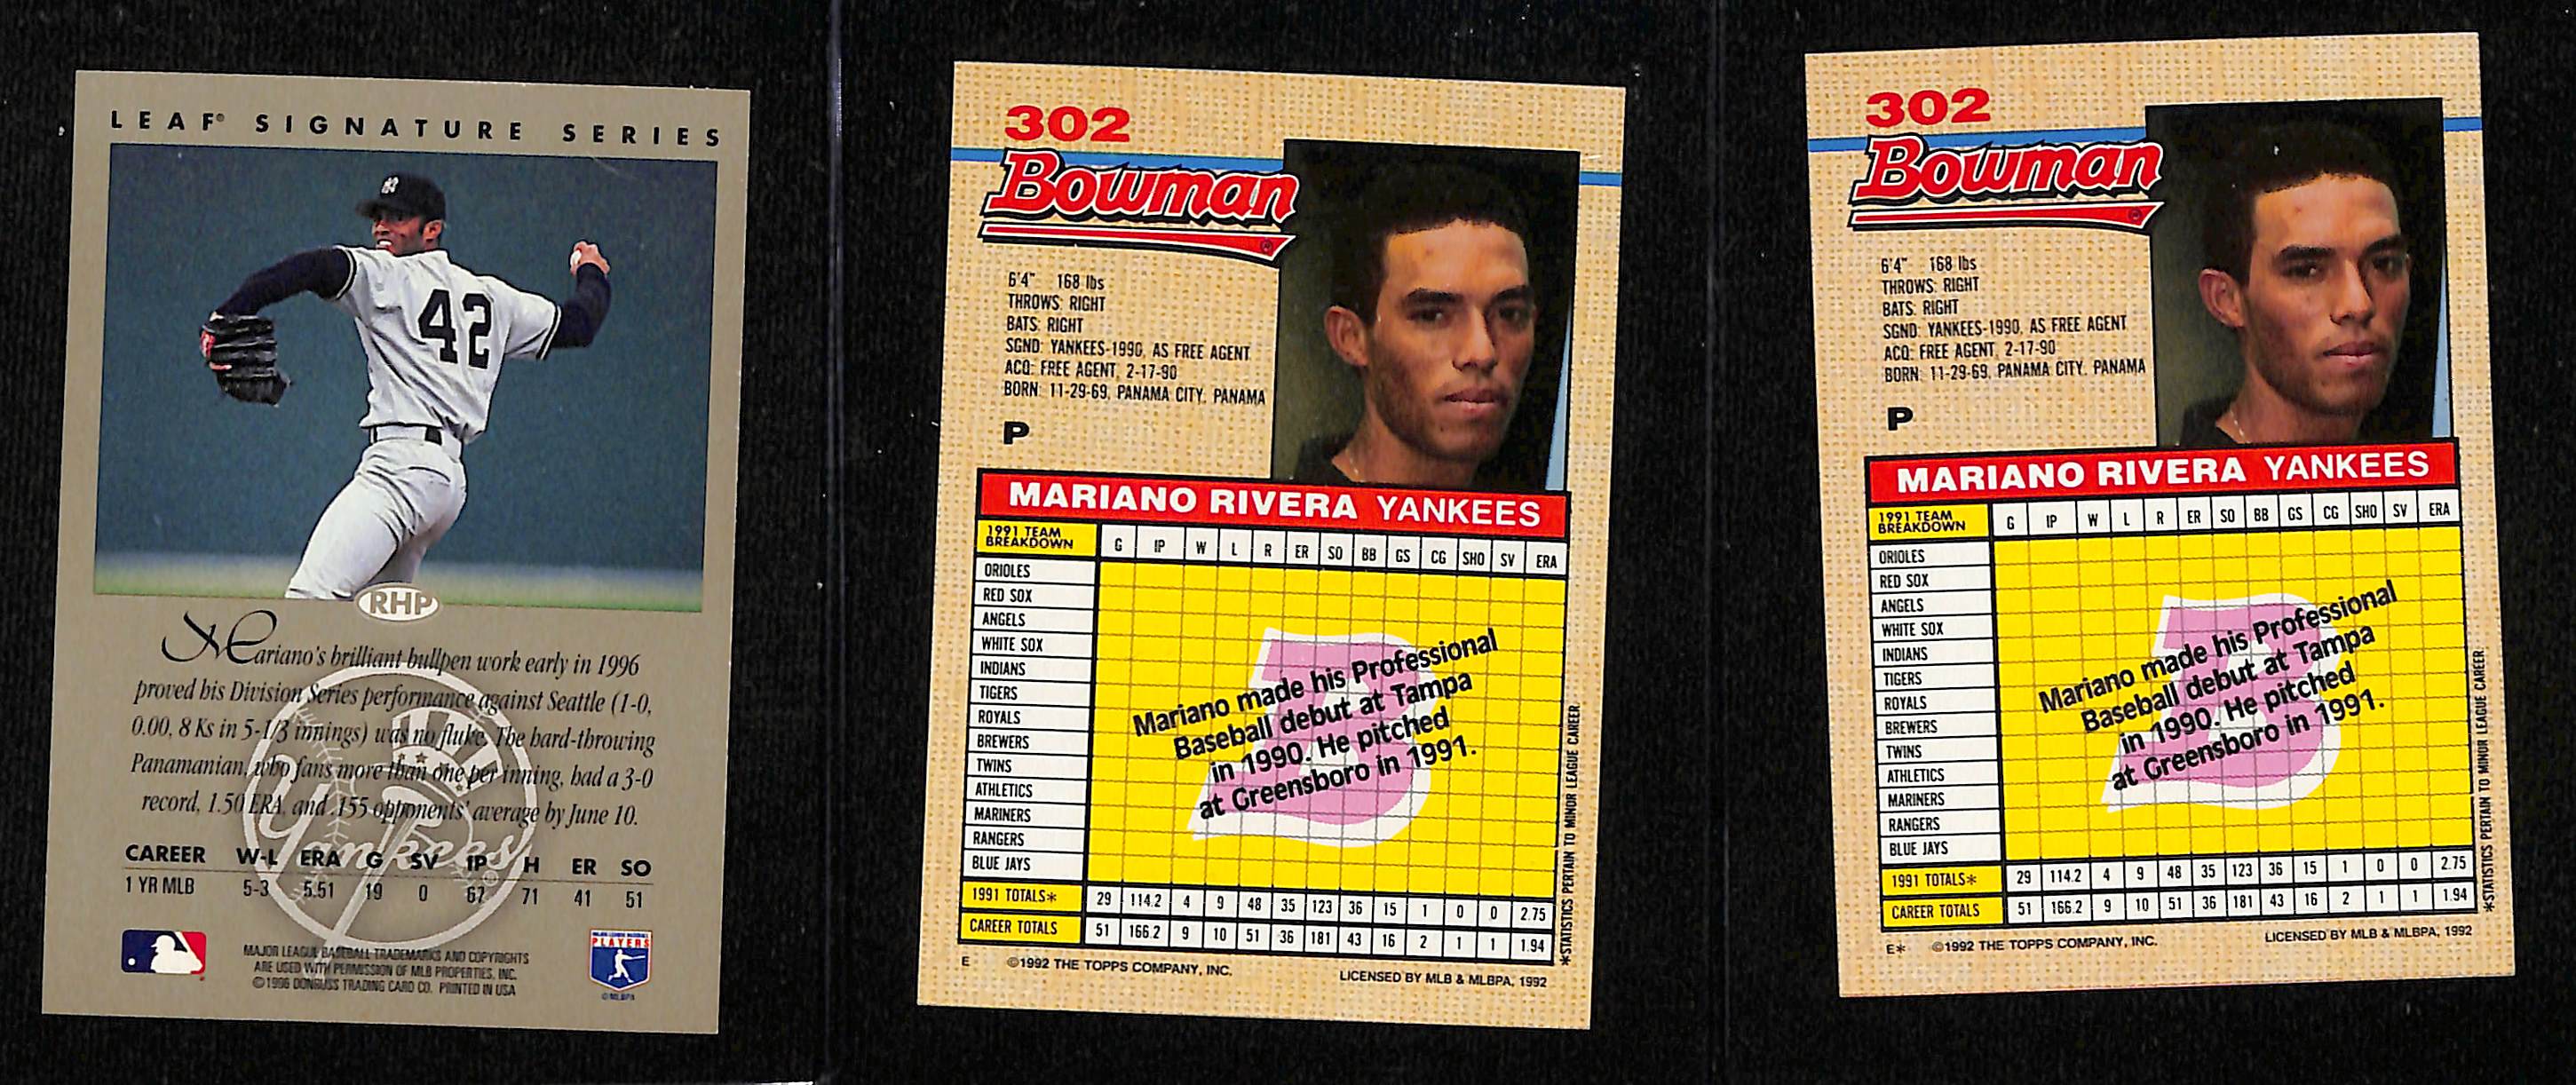 LEAF® SIGNATURE SERIES
42
RHP
Mariano's brilliant bullpen work early in 1996
proved his Division Series performance against Seattle (1-0,
0.00, 8 Ks in 5-1/3 innings) was no fluke. The hard-throwing
Panamanian, who fans more than one per inning, had a 3-0
record, 1.50 ERA, and .155 opponents' average by June 10.
Yankees
CAREER W-L ERA G SV IP H ER SO
1 YR MLB 5-3 5.51 19 0 67 71 41 51
MAJOR LEAGUE BASEBALL TRADEMARKS AND COPYRIGHTS
ARE USED WITH PERMISSION OF MLB PROPERTIES, INC.
©1996 DONRUSS TRADING CARD CO. PRINTED IN USA
PLAYERS
©MLBPA
302
Bowman®
6'4" 168 lbs
THROWS: RIGHT
BATS: RIGHT
SGND: YANKEES-1990, AS FREE AGENT
ACQ: FREE AGENT, 2-17-90
BORN: 11-29-69, PANAMA CITY, PANAMA
P
MARIANO RIVERA YANKEES
1991 TEAM
BREAKDOWN G IP W L R ER SO BB GS CG SHO SV ERA
ORIOLES
RED SOX
ANGELS
WHITE SOX
INDIANS
TIGERS
ROYALS
BREWERS
TWINS
ATHLETICS
MARINERS
RANGERS
BLUE JAYS
B
Mariano made his Professional
Baseball debut at Tampa
in 1990. He pitched
at Greensboro in 1991.
1991 TOTALS* 29 114.2 4 9 48 35 123 36 15 1 0 0 2.75
CAREER TOTALS 51 166.2 9 10 51 36 181 43 16 2 1 1 1.94
*STATISTICS PERTAIN TO MINOR LEAGUE CAREER.
E ©1992 THE TOPPS COMPANY, INC. LICENSED BY MLB & MLBPA, 1992
302
Bowman®
6'4" 168 lbs
THROWS: RIGHT
BATS: RIGHT
SGND: YANKEES-1990, AS FREE AGENT
ACQ: FREE AGENT, 2-17-90
BORN: 11-29-69, PANAMA CITY, PANAMA
P
MARIANO RIVERA YANKEES
1991 TEAM
BREAKDOWN G IP W L R ER SO BB GS CG SHO SV ERA
ORIOLES
RED SOX
ANGELS
WHITE SOX
INDIANS
TIGERS
ROYALS
BREWERS
TWINS
ATHLETICS
MARINERS
RANGERS
BLUE JAYS
B
Mariano made his Professional
Baseball debut at Tampa
in 1990. He pitched
at Greensboro in 1991.
1991 TOTALS* 29 114.2 4 9 48 35 123 36 15 1 0 0 2.75
CAREER TOTALS 51 166.2 9 10 51 36 181 43 16 2 1 1 1.94
*STATISTICS PERTAIN TO MINOR LEAGUE CAREER.
E* ©1992 THE TOPPS COMPANY, INC. LICENSED BY MLB & MLBPA, 1992